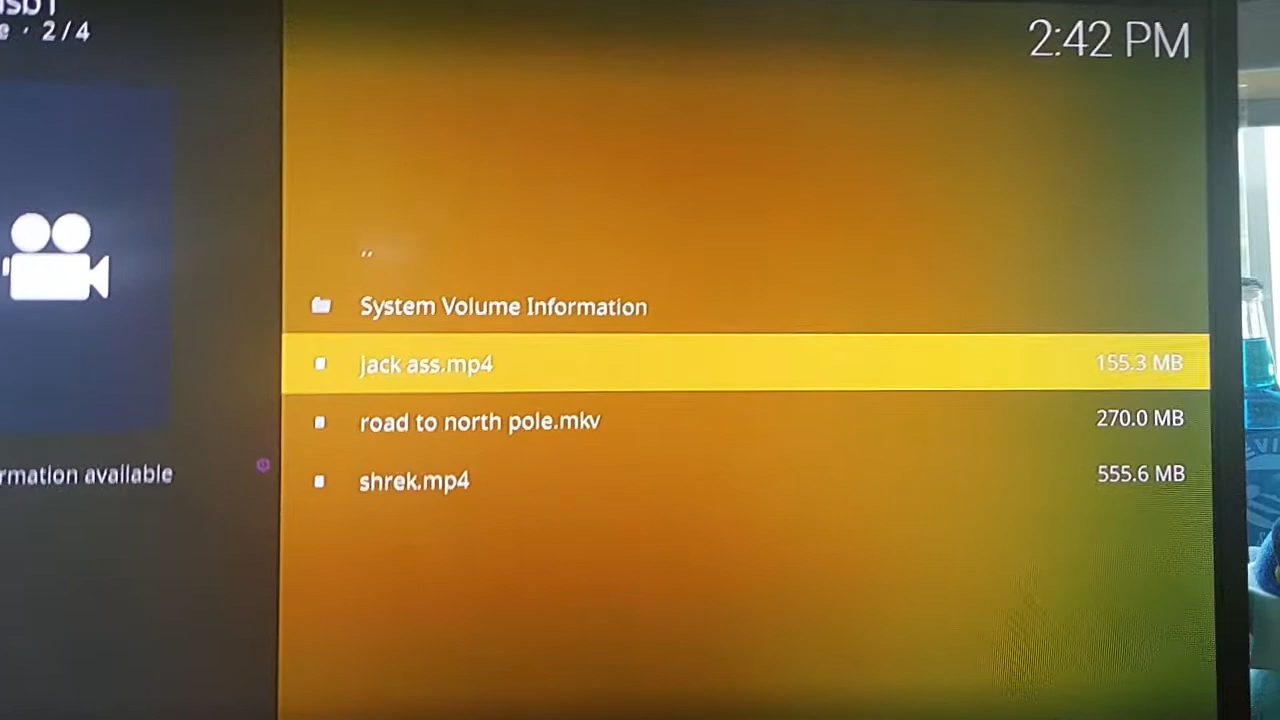 · 2/4
2:42 PM
..
System Volume Information
jack ass.mp4
155.3 MB
road to north pole.mkv
270.0 MB
shrek.mp4
555.6 MB
available